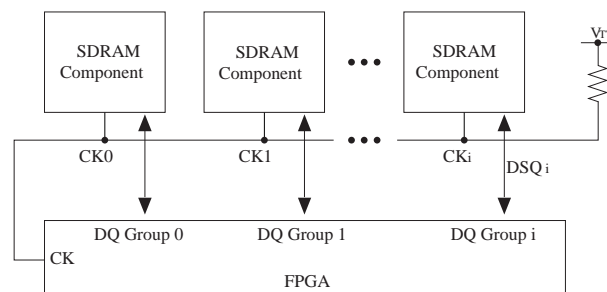 SDRAM
Component
SDRAM
Component
SDRAM
Component
VT
CK0
CK1
CKi
DSQ i
DQ Group 0
DQ Group 1
DQ Group i
CK
FPGA